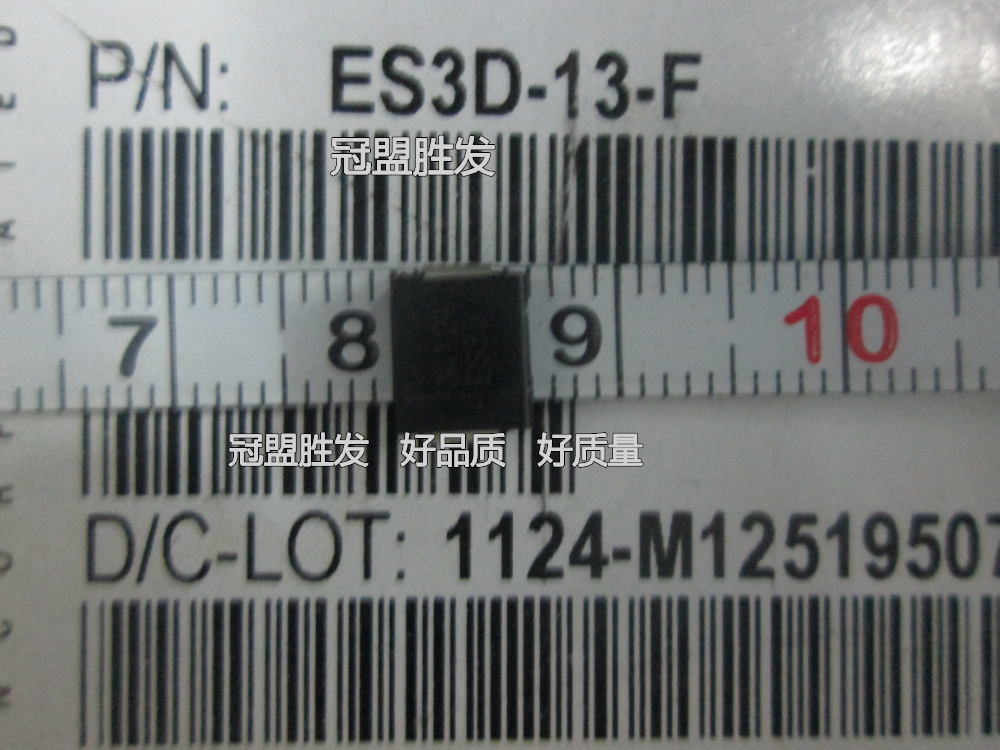 P/N: ES3D-13-F
冠盟胜发
7 8 9 10
冠盟胜发 好品质 好质量
D/C-LOT: 1124-M12519507